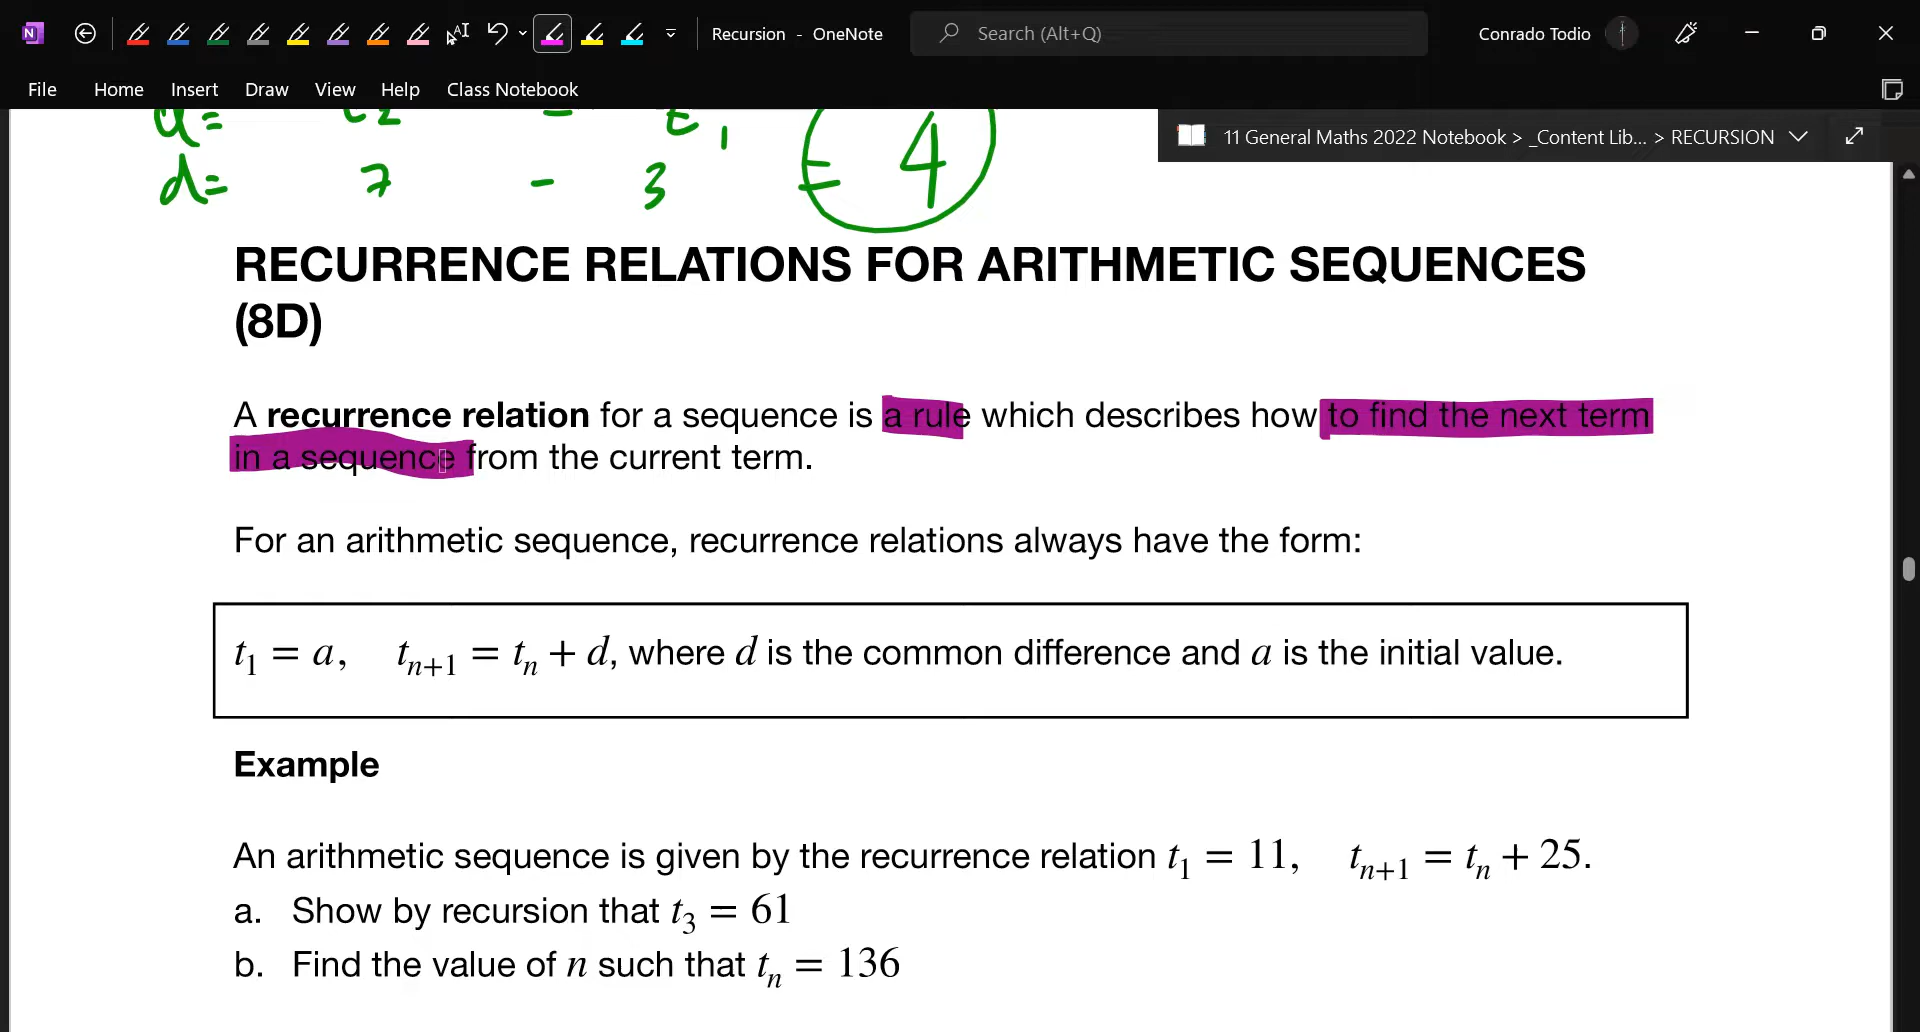 N
Recursion - OneNote
Search (Alt+Q)
Conrado Todio
File Home Insert Draw View Help Class Notebook
11 General Maths 2022 Notebook > _Content Lib... > RECURSION
d= t2 - t1
d= 7 - 3 = 4
RECURRENCE RELATIONS FOR ARITHMETIC SEQUENCES
(8D)
A recurrence relation for a sequence is a rule which describes how to find the next term
in a sequence from the current term.
For an arithmetic sequence, recurrence relations always have the form:
t₁ = a, tₙ₊₁ = tₙ + d, where d is the common difference and a is the initial value.
Example
An arithmetic sequence is given by the recurrence relation t₁ = 11, tₙ₊₁ = tₙ + 25.
a. Show by recursion that t₃ = 61
b. Find the value of n such that tₙ = 136